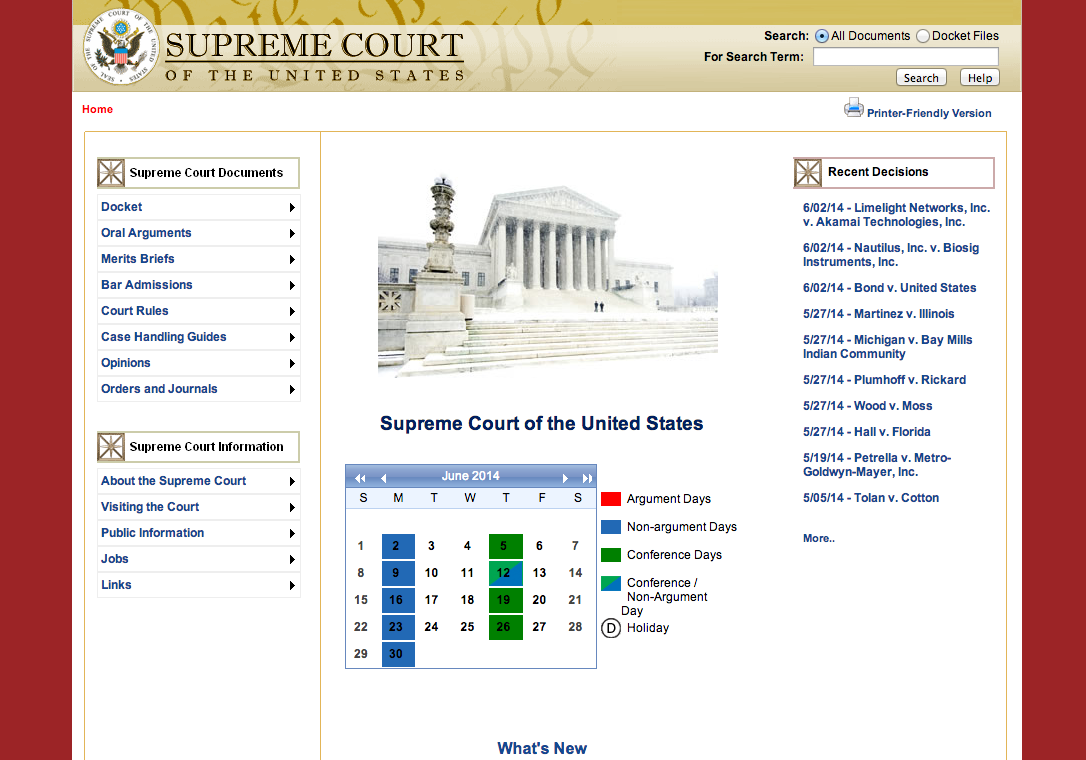 We the People
SUPREME COURT
OF THE UNITED STATES
Search: All Documents Docket Files
For Search Term:
Search Help
Home
Printer-Friendly Version
Supreme Court Documents
Docket
Oral Arguments
Merits Briefs
Bar Admissions
Court Rules
Case Handling Guides
Opinions
Orders and Journals
Supreme Court Information
About the Supreme Court
Visiting the Court
Public Information
Jobs
Links
Supreme Court of the United States
June 2014
S M T W T F S
1 2 3 4 5 6 7
8 9 10 11 12 13 14
15 16 17 18 19 20 21
22 23 24 25 26 27 28
29 30
Argument Days
Non-argument Days
Conference Days
Conference /
Non-Argument
Day
D Holiday
What's New
Recent Decisions
6/02/14 - Limelight Networks, Inc.
v. Akamai Technologies, Inc.
6/02/14 - Nautilus, Inc. v. Biosig
Instruments, Inc.
6/02/14 - Bond v. United States
5/27/14 - Martinez v. Illinois
5/27/14 - Michigan v. Bay Mills
Indian Community
5/27/14 - Plumhoff v. Rickard
5/27/14 - Wood v. Moss
5/27/14 - Hall v. Florida
5/19/14 - Petrella v. Metro-
Goldwyn-Mayer, Inc.
5/05/14 - Tolan v. Cotton
More..